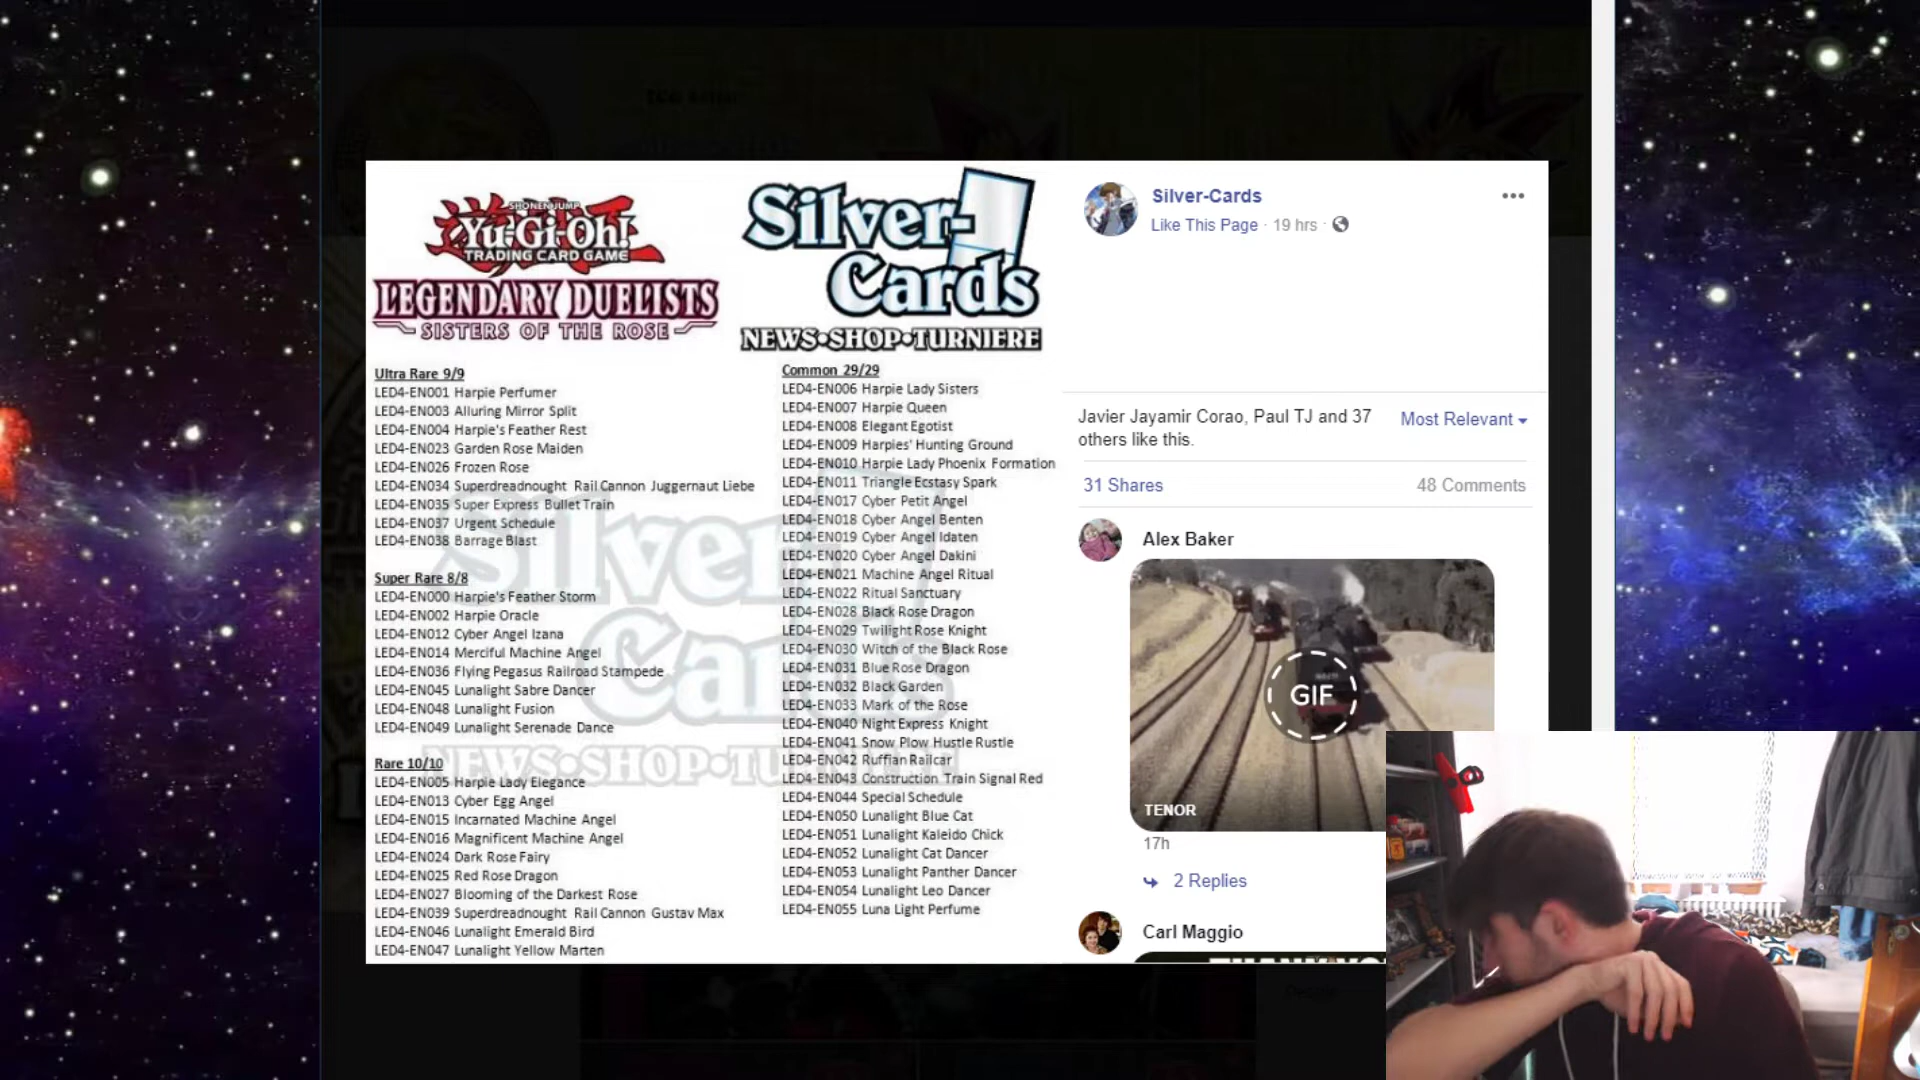 SHONEN JUMP
Yu-Gi-Oh!
TRADING CARD GAME
LEGENDARY DUELISTS
SISTERS OF THE ROSE
Silver-
Cards
NEWS•SHOP•TURNIERE
Ultra Rare 9/9
LED4-EN001 Harpie Perfumer
LED4-EN003 Alluring Mirror Split
LED4-EN004 Harpie's Feather Rest
LED4-EN023 Garden Rose Maiden
LED4-EN026 Frozen Rose
LED4-EN034 Superdreadnought Rail Cannon Juggernaut Liebe
LED4-EN035 Super Express Bullet Train
LED4-EN037 Urgent Schedule
LED4-EN038 Barrage Blast
Super Rare 8/8
LED4-EN000 Harpie's Feather Storm
LED4-EN002 Harpie Oracle
LED4-EN012 Cyber Angel Izana
LED4-EN014 Merciful Machine Angel
LED4-EN036 Flying Pegasus Railroad Stampede
LED4-EN045 Lunalight Sabre Dancer
LED4-EN048 Lunalight Fusion
LED4-EN049 Lunalight Serenade Dance
Rare 10/10
LED4-EN005 Harpie Lady Elegance
LED4-EN013 Cyber Egg Angel
LED4-EN015 Incarnated Machine Angel
LED4-EN016 Magnificent Machine Angel
LED4-EN024 Dark Rose Fairy
LED4-EN025 Red Rose Dragon
LED4-EN027 Blooming of the Darkest Rose
LED4-EN039 Superdreadnought Rail Cannon Gustav Max
LED4-EN046 Lunalight Emerald Bird
LED4-EN047 Lunalight Yellow Marten
Common 29/29
LED4-EN006 Harpie Lady Sisters
LED4-EN007 Harpie Queen
LED4-EN008 Elegant Egotist
LED4-EN009 Harpies' Hunting Ground
LED4-EN010 Harpie Lady Phoenix Formation
LED4-EN011 Triangle Ecstasy Spark
LED4-EN017 Cyber Petit Angel
LED4-EN018 Cyber Angel Benten
LED4-EN019 Cyber Angel Idaten
LED4-EN020 Cyber Angel Dakini
LED4-EN021 Machine Angel Ritual
LED4-EN022 Ritual Sanctuary
LED4-EN028 Black Rose Dragon
LED4-EN029 Twilight Rose Knight
LED4-EN030 Witch of the Black Rose
LED4-EN031 Blue Rose Dragon
LED4-EN032 Black Garden
LED4-EN033 Mark of the Rose
LED4-EN040 Night Express Knight
LED4-EN041 Snow Plow Hustle Rustle
LED4-EN042 Ruffian Railcar
LED4-EN043 Construction Train Signal Red
LED4-EN044 Special Schedule
LED4-EN050 Lunalight Blue Cat
LED4-EN051 Lunalight Kaleido Chick
LED4-EN052 Lunalight Cat Dancer
LED4-EN053 Lunalight Panther Dancer
LED4-EN054 Lunalight Leo Dancer
LED4-EN055 Luna Light Perfume
Silver
Cards
NEWS•SHOP•TU
Silver-Cards
Like This Page · 19 hrs ·
Javier Jayamir Corao, Paul TJ and 37
others like this.
Most Relevant
31 Shares
48 Comments
Alex Baker
GIF
TENOR
17h
2 Replies
Carl Maggio